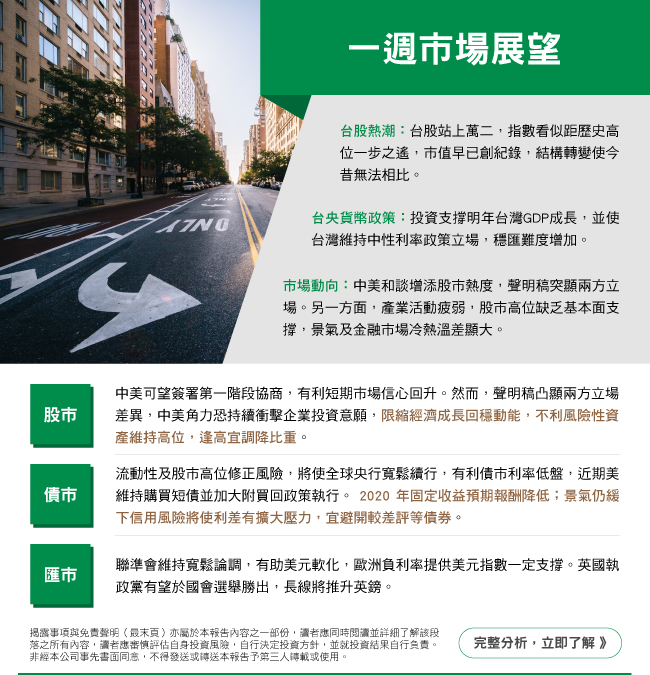 一週市場展望
台股熱潮：台股站上萬二，指數看似距歷史高
位一步之遙，市值早已創紀錄，結構轉變使今
昔無法相比。
台央貨幣政策：投資支撐明年台灣GDP成長，並使
台灣維持中性利率政策立場，穩匯難度增加。
市場動向：中美和談增添股市熱度，聲明稿突顯兩方立
場。另一方面，產業活動疲弱，股市高位缺乏基本面支
撐，景氣及金融市場冷熱溫差顯大。
ONLY
股市
中美可望簽署第一階段協商，有利短期市場信心回升。然而，聲明稿凸顯兩方立場
差異，中美角力恐持續衝擊企業投資意願，限縮經濟成長回穩動能，不利風險性資
產維持高位，逢高宜調降比重。
債市
流動性及股市高位修正風險，將使全球央行寬鬆續行，有利債市利率低盤，近期美
維持購買短債並加大附買回政策執行。 2020 年固定收益預期報酬降低；景氣仍緩
下信用風險將使利差有擴大壓力，宜避開較差評等債券。
匯市
聯準會維持寬鬆論調，有助美元軟化，歐洲負利率提供美元指數一定支撐。英國執
政黨有望於國會選舉勝出，長線將推升英鎊。
揭露事項與免責聲明（最末頁）亦屬於本報告內容之一部份，讀者應同時閱讀並詳細了解該段
落之所有內容，讀者應審慎評估自身投資風險，自行決定投資方針，並就投資結果自行負責。
非經本公司事先書面同意，不得發送或轉送本報告予第三人轉載或使用。
完整分析，立即了解 》